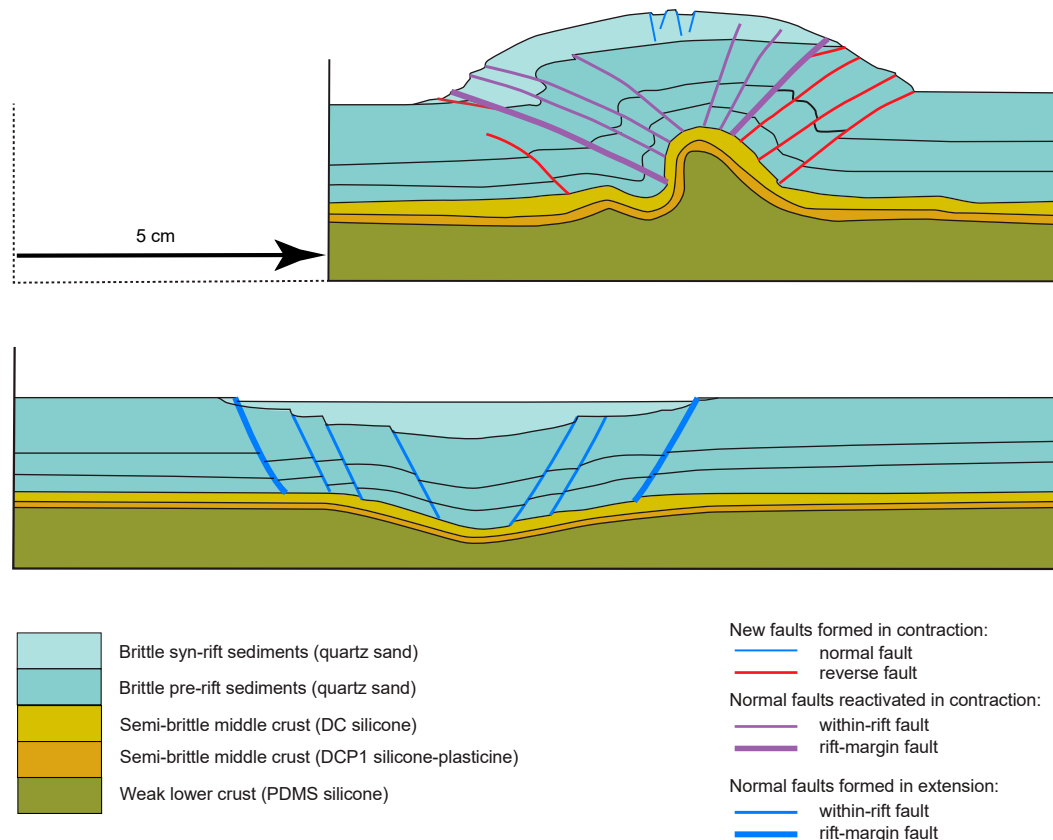 5 cm
Brittle syn-rift sediments (quartz sand)
Brittle pre-rift sediments (quartz sand)
Semi-brittle middle crust (DC silicone)
Semi-brittle middle crust (DCP1 silicone-plasticine)
Weak lower crust (PDMS silicone)
New faults formed in contraction:
normal fault
reverse fault
Normal faults reactivated in contraction:
within-rift fault
rift-margin fault
Normal faults formed in extension:
within-rift fault
rift-margin fault